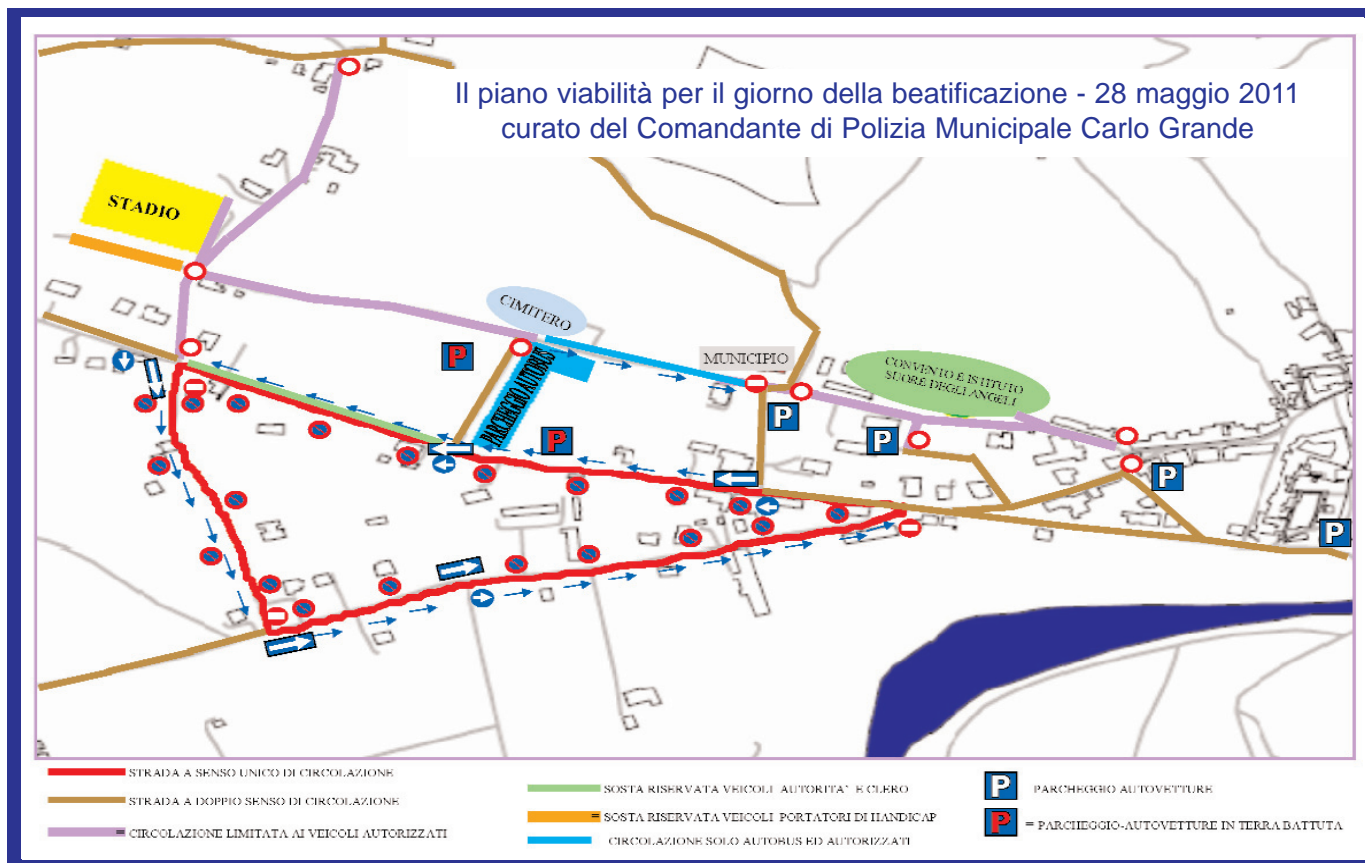 Il piano viabilità per il giorno della beatificazione - 28 maggio 2011
curato del Comandante di Polizia Municipale Carlo Grande
STADIO
CIMITERO
P
PARCHEGGIO AUTOBUS
MUNICIPIO
CONVENTO E ISTITUTO
SUORE DEGLI ANGELI
P
P
P
P
P
STRADA A SENSO UNICO DI CIRCOLAZIONE
STRADA A DOPPIO SENSO DI CIRCOLAZIONE
= CIRCOLAZIONE LIMITATA AI VEICOLI AUTORIZZATI
SOSTA RISERVATA VEICOLI AUTORITA' E CLERO
= SOSTA RISERVATA VEICOLI PORTATORI DI HANDICAP
CIRCOLAZIONE SOLO AUTOBUS ED AUTORIZZATI
P PARCHEGGIO AUTOVETTURE
P = PARCHEGGIO-AUTOVETTURE IN TERRA BATTUTA